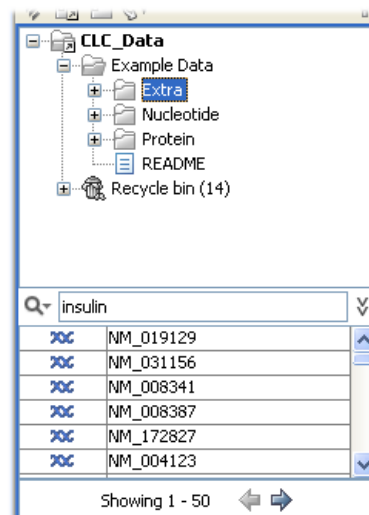 CLC_Data
Example Data
Extra
Nucleotide
Protein
README
Recycle bin (14)
insulin
NM_019129
NM_031156
NM_008341
NM_008387
NM_172827
NM_004123
Showing 1 - 50